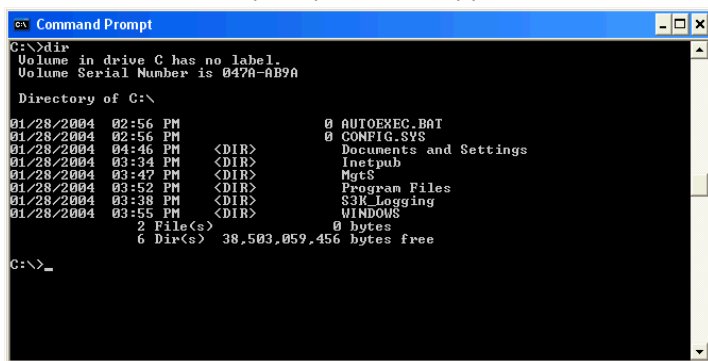 Command Prompt
C:\>dir
 Volume in drive C has no label.
 Volume Serial Number is 047A-AB9A

 Directory of C:\

01/28/2004  02:56 PM                 0 AUTOEXEC.BAT
01/28/2004  02:56 PM                 0 CONFIG.SYS
01/28/2004  04:46 PM    <DIR>          Documents and Settings
01/28/2004  03:34 PM    <DIR>          Inetpub
01/28/2004  03:47 PM    <DIR>          MgtS
01/28/2004  03:52 PM    <DIR>          Program Files
01/28/2004  03:38 PM    <DIR>          S3K_Logging
01/28/2004  03:55 PM    <DIR>          WINDOWS
               2 File(s)              0 bytes
               6 Dir(s)  38,503,059,456 bytes free

C:\>_